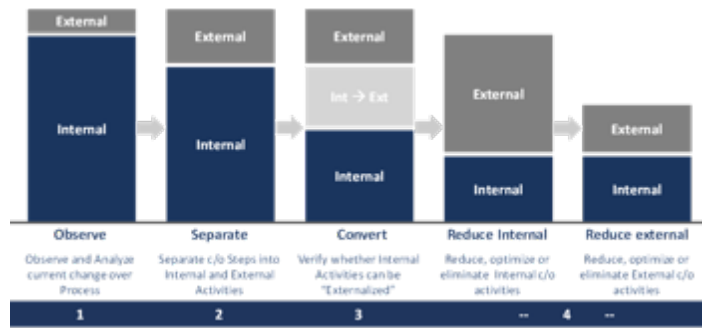 External
Internal
External
Internal
External
Int → Ext
Internal
External
Internal
External
Internal
Observe
Observe and Analyze
current change over
Process
Separate
Separate c/o Steps into
Internal and External
Activities
Convert
Verify whether Internal
Activities can be
"Externalized"
Reduce Internal
Reduce, optimize or
eliminate Internal c/o
activities
Reduce external
Reduce, optimize or
eliminate External c/o
activities
1
2
3
-- 4 --